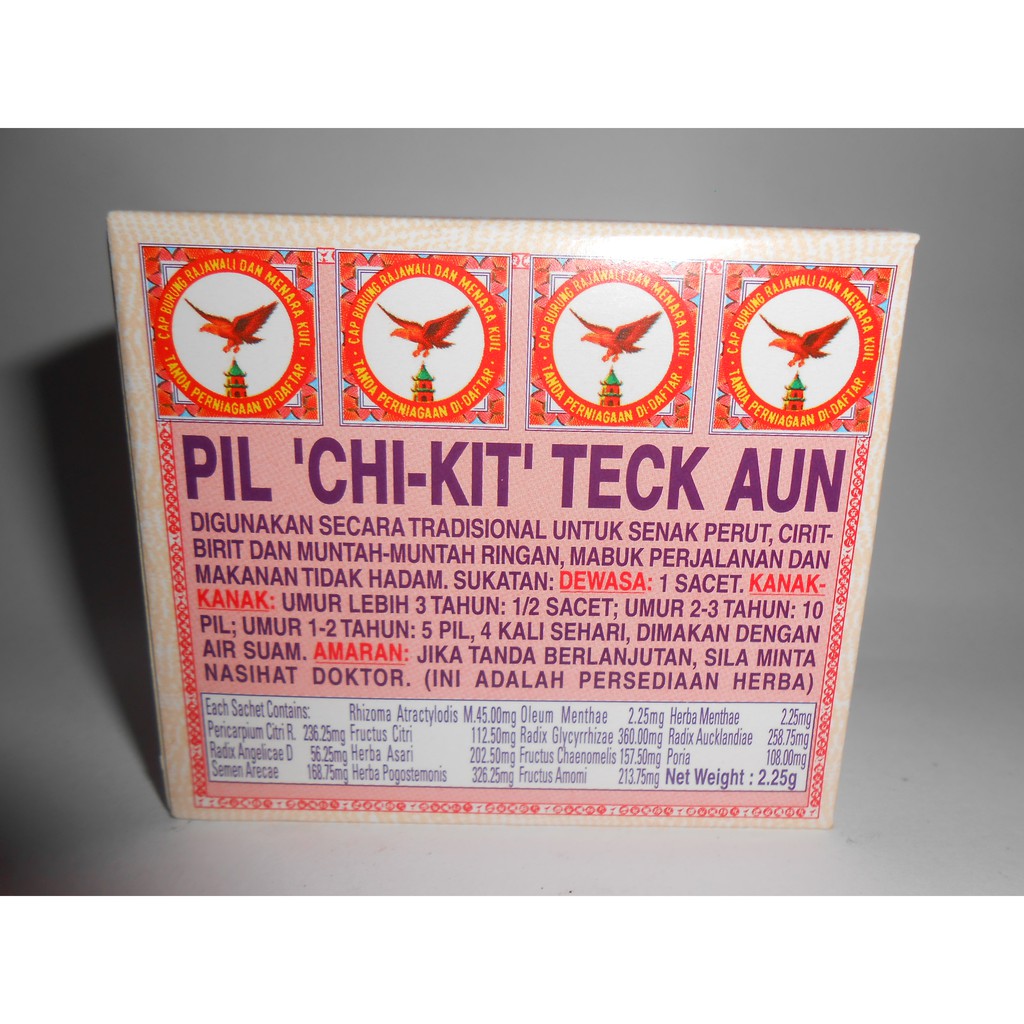 CAP BURUNG RAJAWALI DAN MENARA KUIL
· TANDA PERNIAGAAN DI-DAFTAR ·
CAP BURUNG RAJAWALI DAN MENARA KUIL
· TANDA PERNIAGAAN DI-DAFTAR ·
CAP BURUNG RAJAWALI DAN MENARA KUIL
· TANDA PERNIAGAAN DI-DAFTAR ·
CAP BURUNG RAJAWALI DAN MENARA KUIL
· TANDA PERNIAGAAN DI-DAFTAR ·
PIL 'CHI-KIT' TECK AUN
DIGUNAKAN SECARA TRADISIONAL UNTUK SENAK PERUT, CIRIT-
BIRIT DAN MUNTAH-MUNTAH RINGAN, MABUK PERJALANAN DAN
MAKANAN TIDAK HADAM. SUKATAN: DEWASA: 1 SACET. KANAK-
KANAK: UMUR LEBIH 3 TAHUN: 1/2 SACET; UMUR 2-3 TAHUN: 10
PIL; UMUR 1-2 TAHUN: 5 PIL, 4 KALI SEHARI, DIMAKAN DENGAN
AIR SUAM. AMARAN: JIKA TANDA BERLANJUTAN, SILA MINTA
NASIHAT DOKTOR. (INI ADALAH PERSEDIAAN HERBA)
Each Sachet Contains: Rhizoma Atractylodis M. 45.00mg Oleum Menthae 2.25mg Herba Menthae 2.25mg
Pericarpium Citri R. 236.25mg Fructus Citri 112.50mg Radix Glycyrrhizae 360.00mg Radix Aucklandiae 258.75mg
Radix Angelicae D 56.25mg Herba Asari 202.50mg Fructus Chaenomelis 157.50mg Poria 108.00mg
Semen Arecae 168.75mg Herba Pogostemonis 326.25mg Fructus Amomi 213.75mg Net Weight : 2.25g